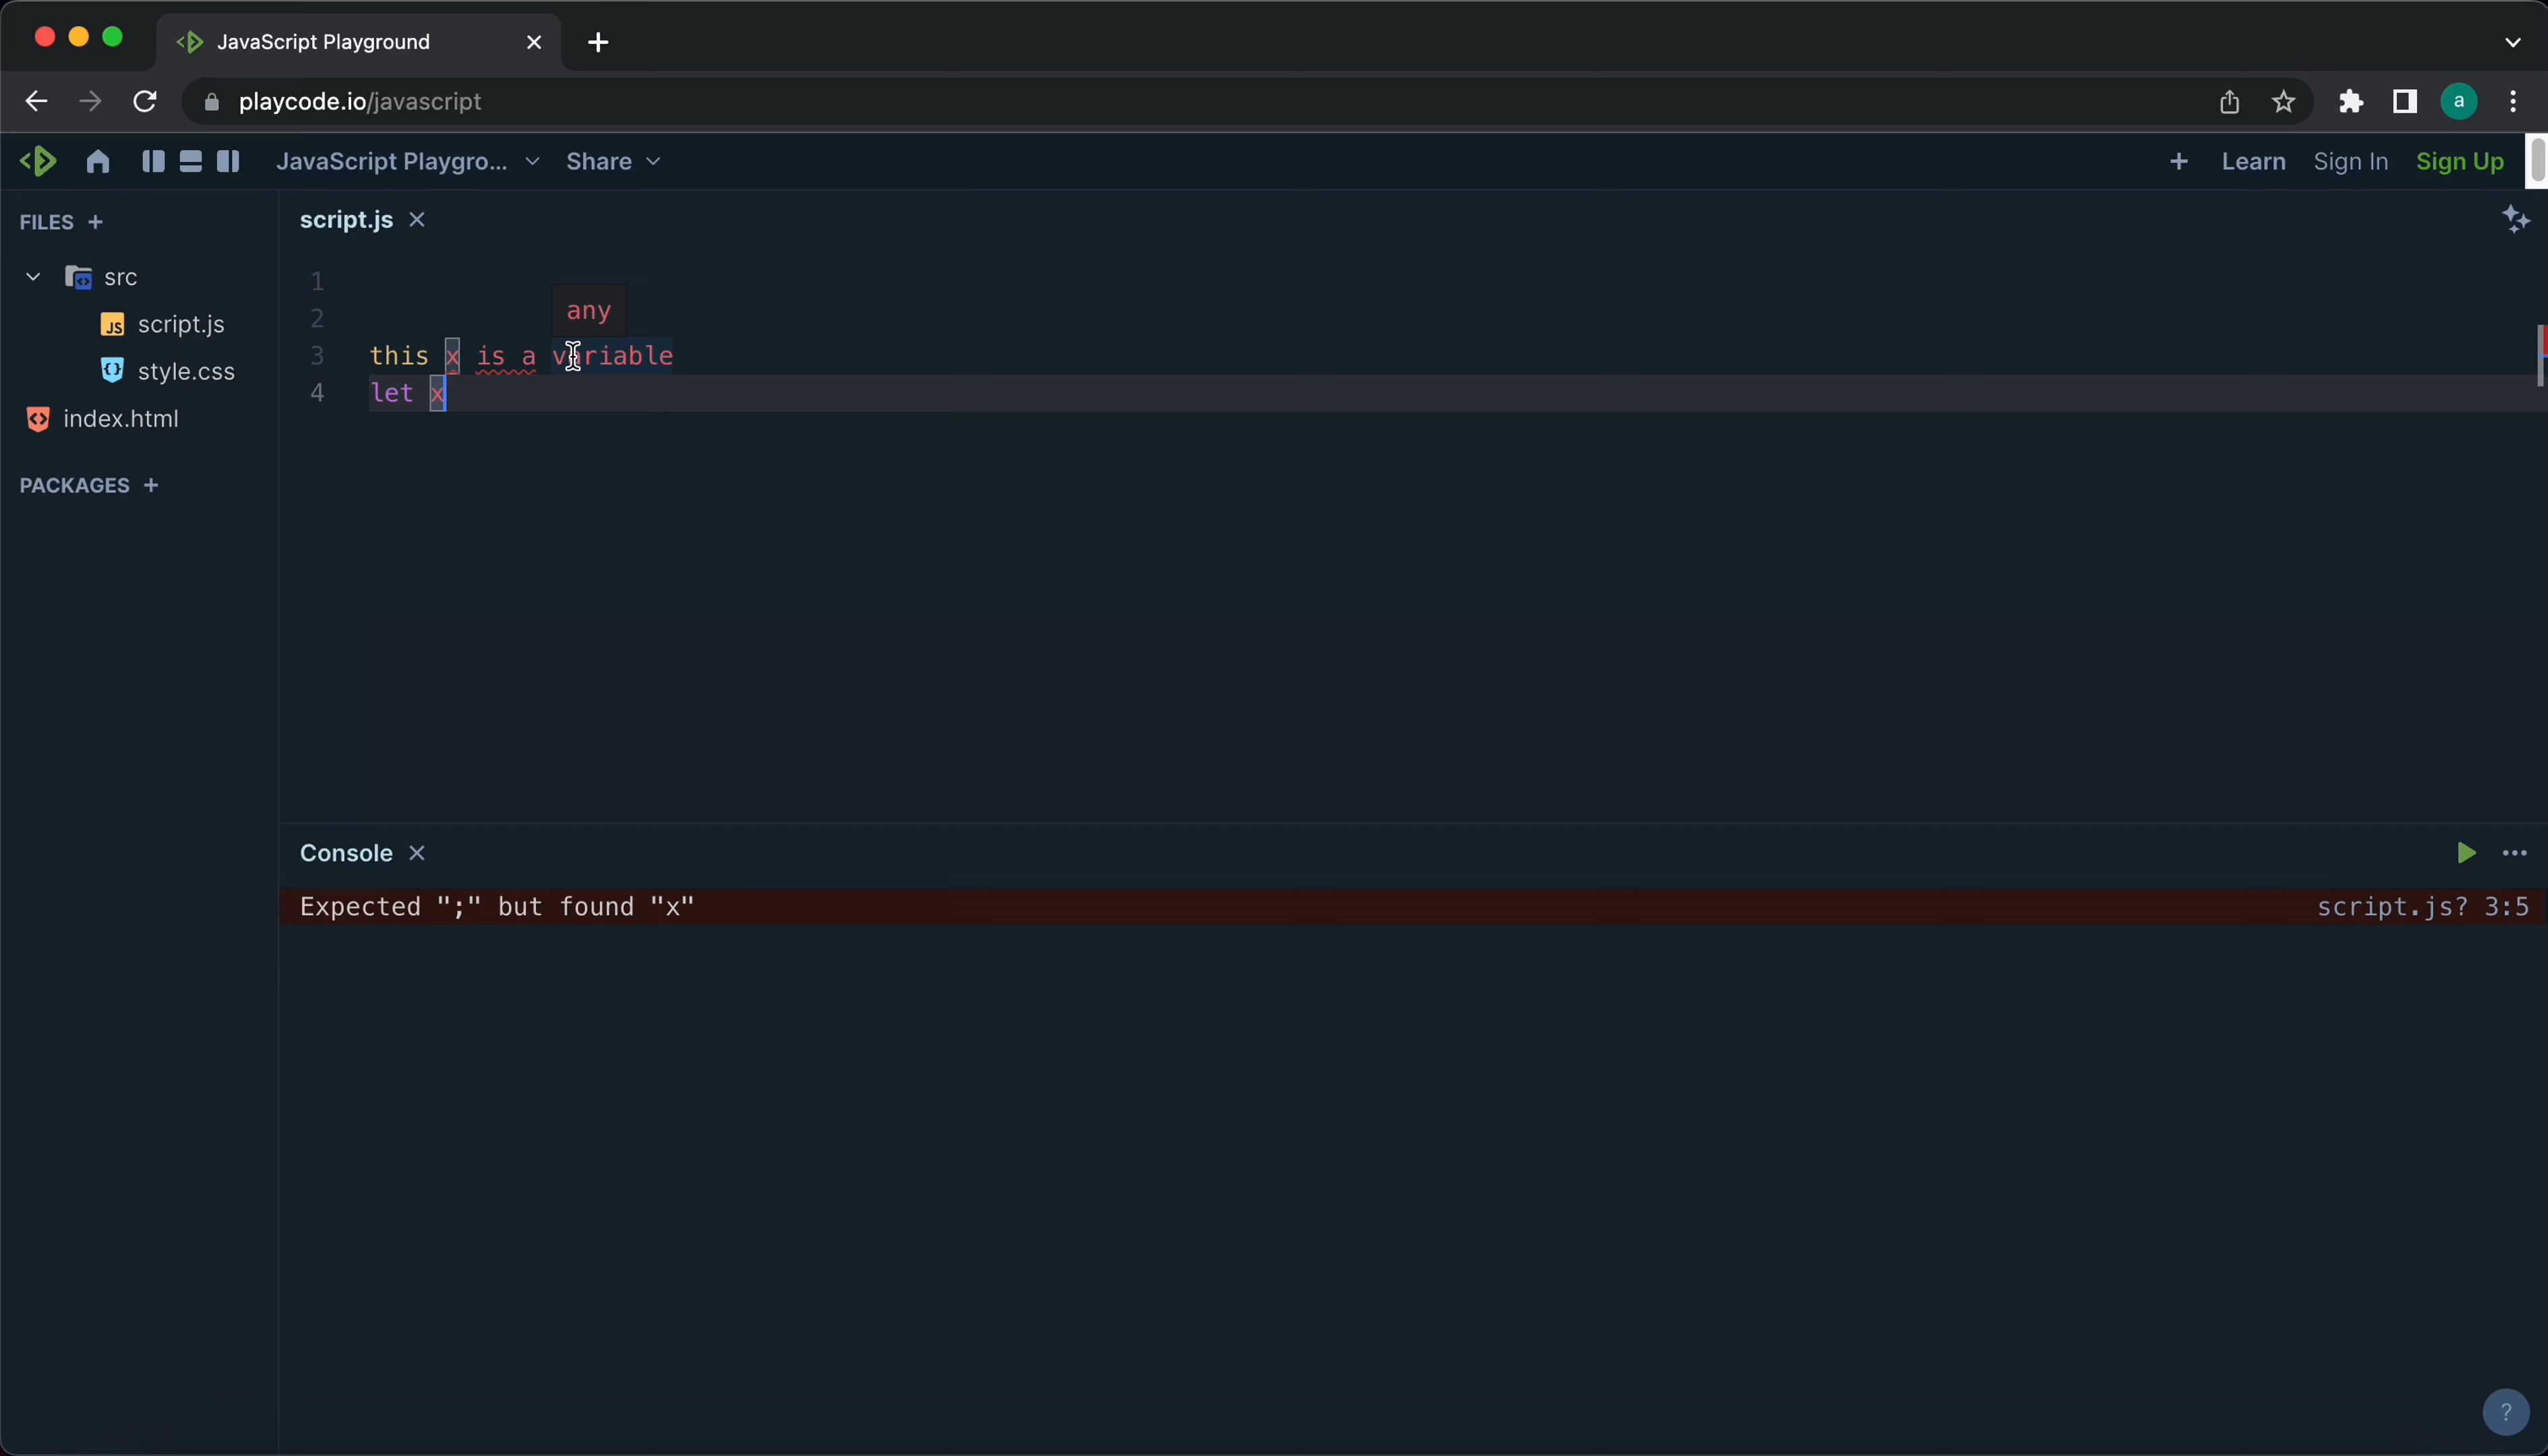 JavaScript Playground
playcode.io/javascript
a
JavaScript Playgro...
Share
Learn
Sign In
Sign Up
FILES
script.js
src
JS script.js
style.css
index.html
PACKAGES
1
any
2
3 this x is a variable
4 let x
Console
Expected ";" but found "x" script.js? 3:5
?